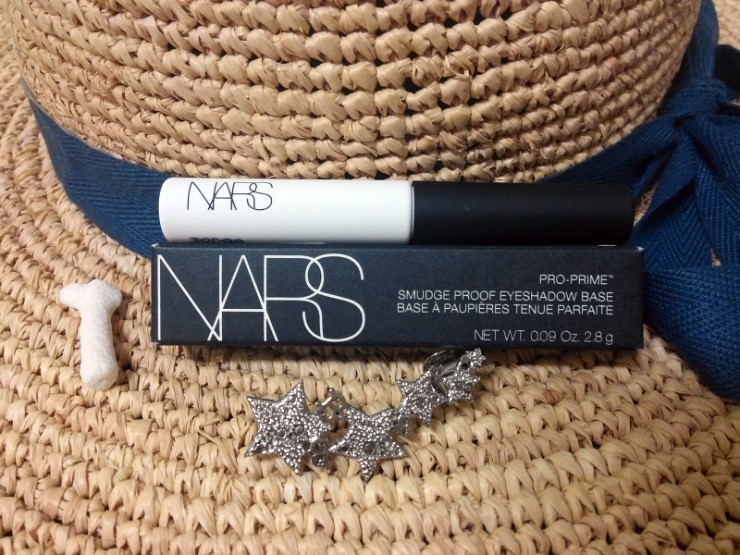 NARS
NARS
PRO-PRIME™
SMUDGE PROOF EYESHADOW BASE
BASE À PAUPIÈRES TENUE PARFAITE
NET WT. 0.09 Oz. 2.8 g